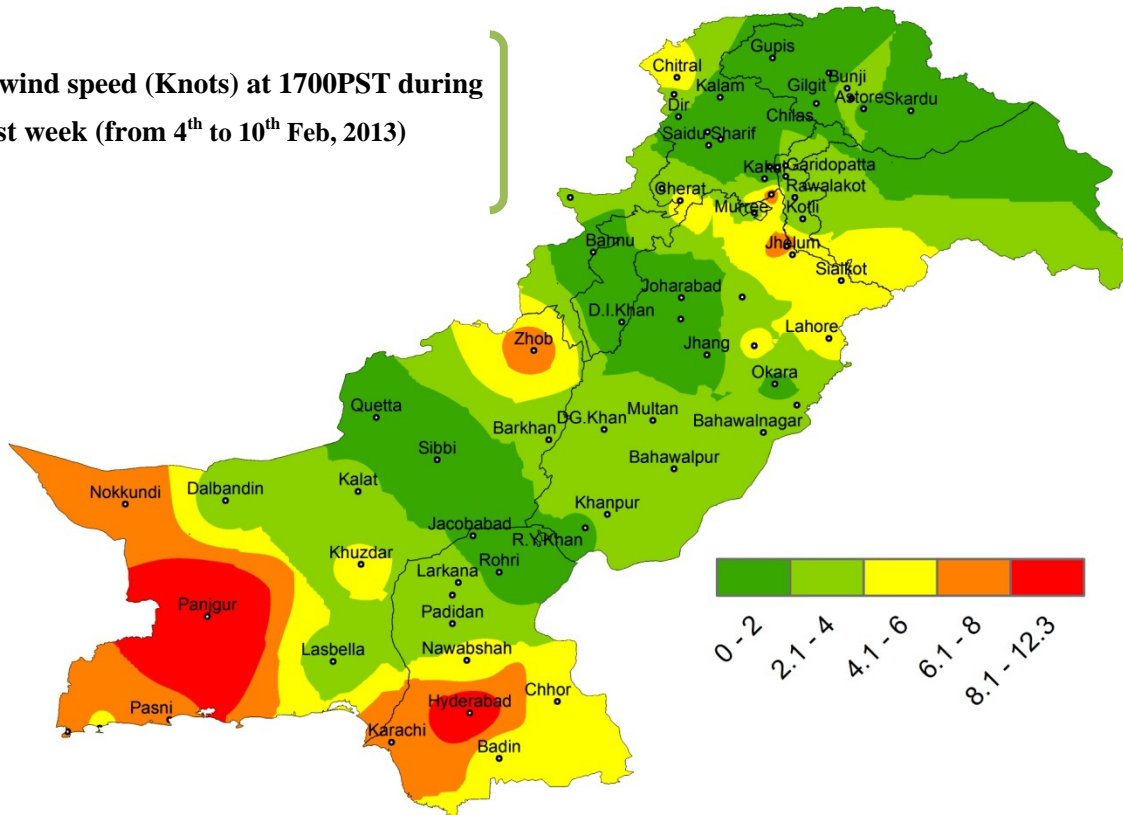 wind speed (Knots) at 1700PST during
st week (from 4th to 10th Feb, 2013)
Gupis
Chitral
Bunji
Kalam
Gilgit
Astore Skardu
Dir
Chilas
Saidu Sharif
Garidopatta
Rawalakot
Cherat
Murree
Kotli
Bannu
Jhelum
Sialkot
Joharabad
D.I.Khan
Lahore
Zhob
Jhang
Okara
Quetta
D.G.Khan
Multan
Barkhan
Bahawalnagar
Sibbi
Bahawalpur
Nokkundi
Dalbandin
Kalat
Khanpur
Jacobabad
R.Y.Khan
Khuzdar
Rohri
Larkana
Panjgur
Padidan
Lasbella
Nawabshah
Chhor
Hyderabad
Pasni
Karachi
Badin
0 - 2
2.1 - 4
4.1 - 6
6.1 - 8
8.1 - 12.3